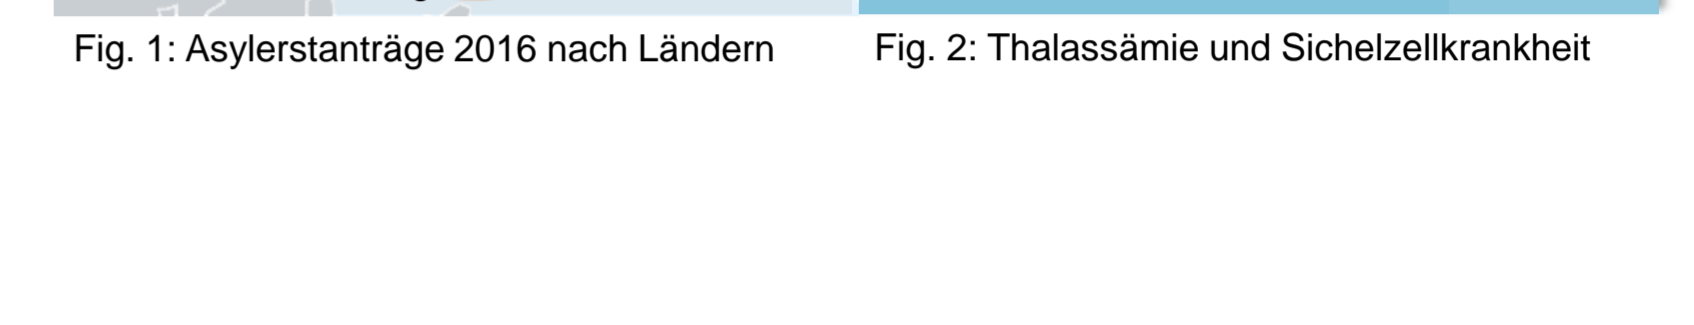 Fig. 1: Asylerstanträge 2016 nach Ländern
Fig. 2: Thalassämie und Sichelzellkrankheit